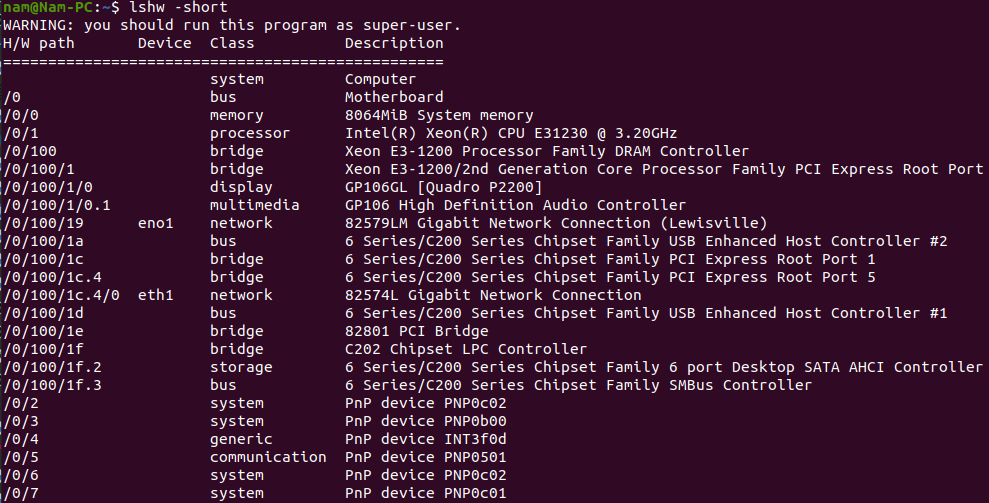 nam@Nam-PC:~$ lshw -short
WARNING: you should run this program as super-user.
H/W path       Device  Class          Description
=================================================
                       system         Computer
/0                     bus            Motherboard
/0/0                   memory         8064MiB System memory
/0/1                   processor      Intel(R) Xeon(R) CPU E31230 @ 3.20GHz
/0/100                 bridge         Xeon E3-1200 Processor Family DRAM Controller
/0/100/1               bridge         Xeon E3-1200/2nd Generation Core Processor Family PCI Express Root Port
/0/100/1/0             display        GP106GL [Quadro P2200]
/0/100/1/0.1           multimedia     GP106 High Definition Audio Controller
/0/100/19      eno1    network        82579LM Gigabit Network Connection (Lewisville)
/0/100/1a              bus            6 Series/C200 Series Chipset Family USB Enhanced Host Controller #2
/0/100/1c              bridge         6 Series/C200 Series Chipset Family PCI Express Root Port 1
/0/100/1c.4            bridge         6 Series/C200 Series Chipset Family PCI Express Root Port 5
/0/100/1c.4/0  eth1    network        82574L Gigabit Network Connection
/0/100/1d              bus            6 Series/C200 Series Chipset Family USB Enhanced Host Controller #1
/0/100/1e              bridge         82801 PCI Bridge
/0/100/1f              bridge         C202 Chipset LPC Controller
/0/100/1f.2            storage        6 Series/C200 Series Chipset Family 6 port Desktop SATA AHCI Controller
/0/100/1f.3            bus            6 Series/C200 Series Chipset Family SMBus Controller
/0/2                   system         PnP device PNP0c02
/0/3                   system         PnP device PNP0b00
/0/4                   generic        PnP device INT3f0d
/0/5                   communication  PnP device PNP0501
/0/6                   system         PnP device PNP0c02
/0/7                   system         PnP device PNP0c01